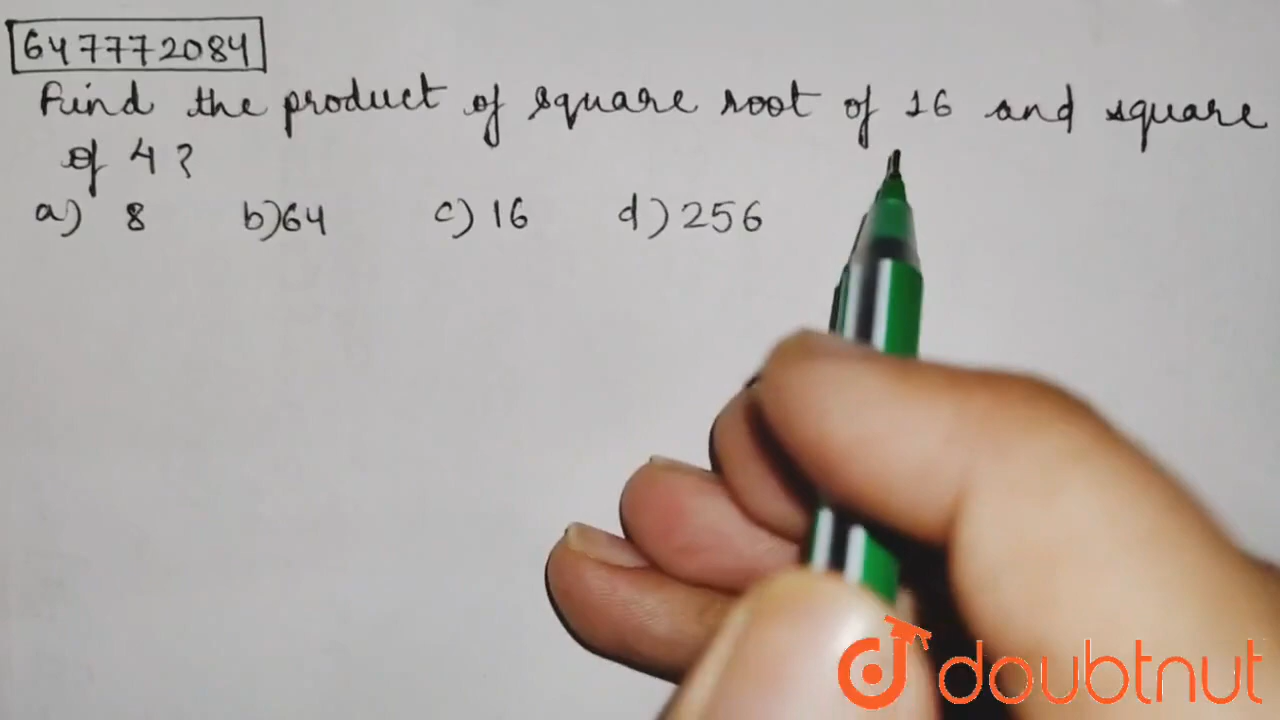 647772084
Find the product of square root of 16 and square
of 4 ?
a) 8 b) 64 c) 16 d) 256
doubtnut